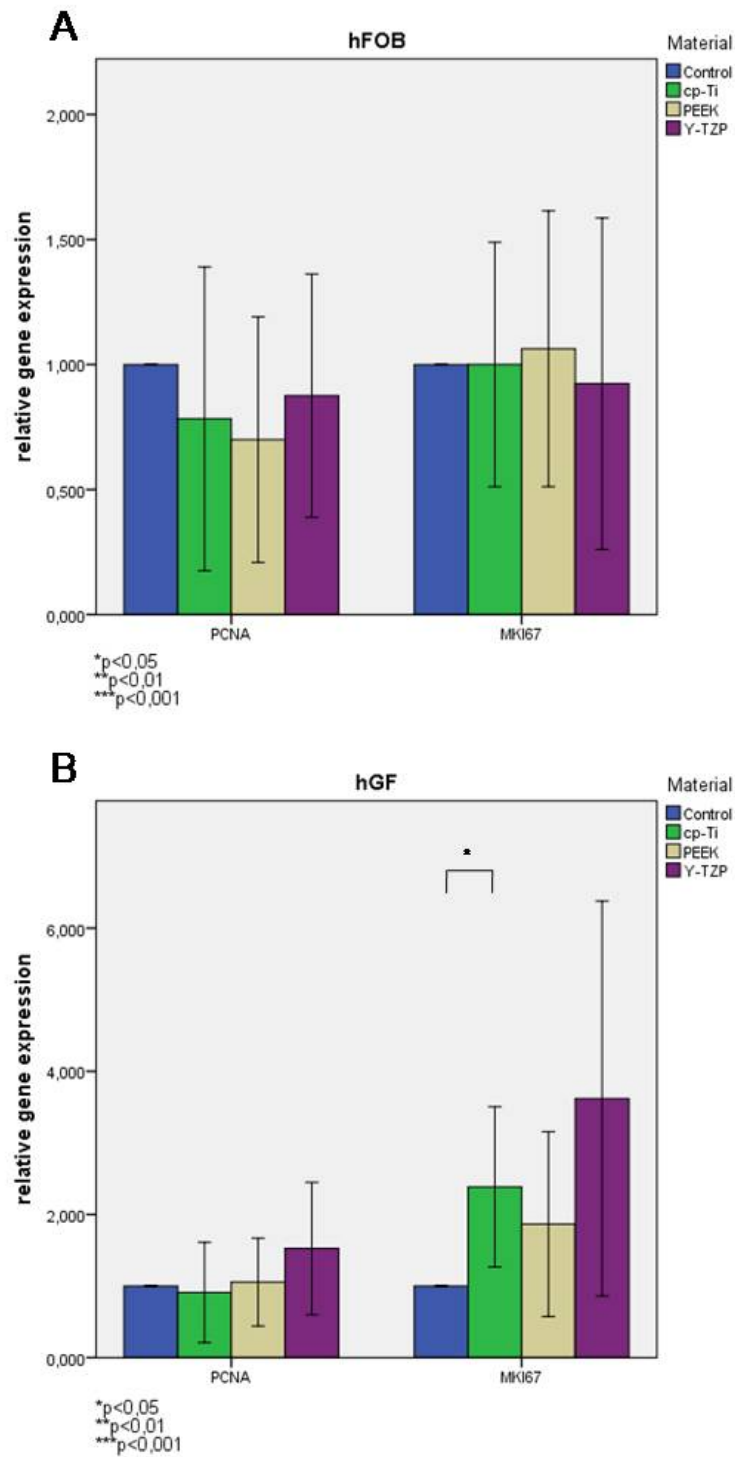 A
hFOB
Material
Control
cp-Ti
PEEK
Y-TZP
relative gene expression
2,000
1,500
1,000
0,500
0,000
PCNA
MKI67
*p<0,05
**p<0,01
***p<0,001
B
hGF
Material
Control
cp-Ti
PEEK
Y-TZP
*
relative gene expression
6,000
4,000
2,000
0,000
PCNA
MKI67
*p<0,05
**p<0,01
***p<0,001